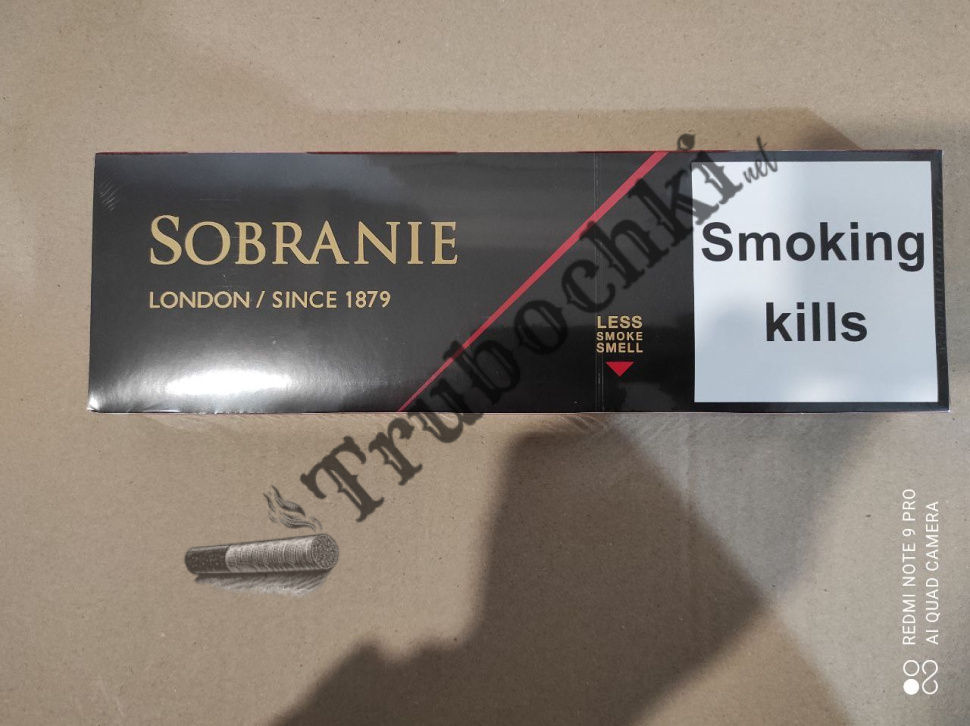 SOBRANIE
LONDON / SINCE 1879
LESS
SMOKE
SMELL
Smoking
kills
Trubochki.net
REDMI NOTE 9 PRO
AI QUAD CAMERA